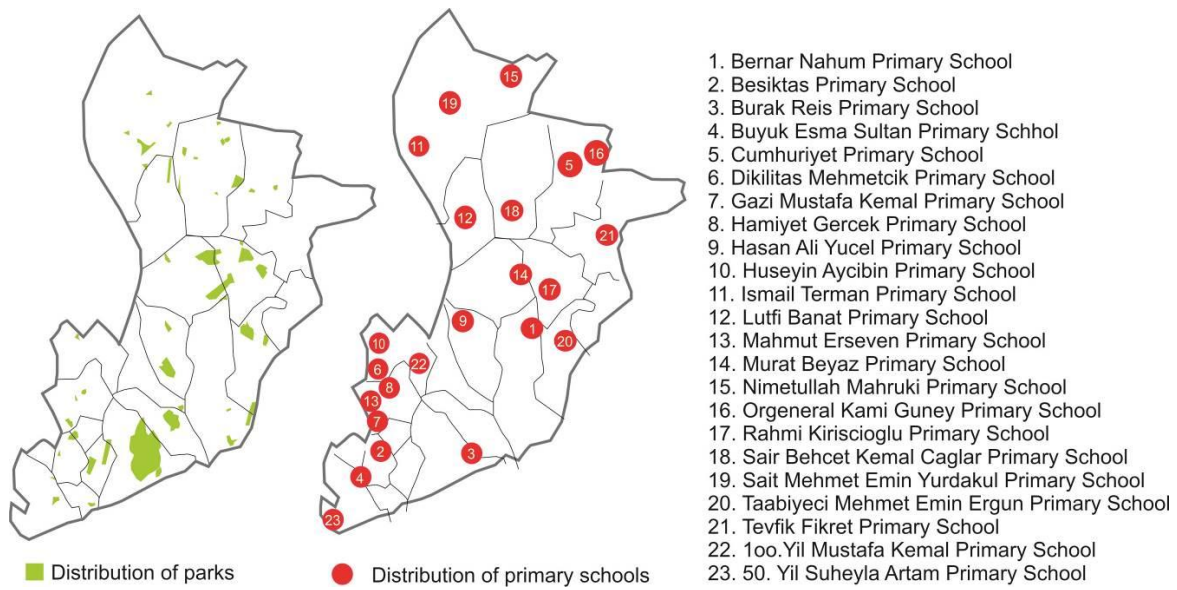 15
19
11
16
5
12
18
21
14
17
9
1
20
10
22
6
8
13
7
2
3
4
23
Distribution of parks
Distribution of primary schools
1. Bernar Nahum Primary School
2. Besiktas Primary School
3. Burak Reis Primary School
4. Buyuk Esma Sultan Primary Schhol
5. Cumhuriyet Primary School
6. Dikilitas Mehmetcik Primary School
7. Gazi Mustafa Kemal Primary School
8. Hamiyet Gercek Primary School
9. Hasan Ali Yucel Primary School
10. Huseyin Aycibin Primary School
11. Ismail Terman Primary School
12. Lutfi Banat Primary School
13. Mahmut Erseven Primary School
14. Murat Beyaz Primary School
15. Nimetullah Mahruki Primary School
16. Orgeneral Kami Guney Primary School
17. Rahmi Kiriscioglu Primary School
18. Sair Behcet Kemal Caglar Primary School
19. Sait Mehmet Emin Yurdakul Primary School
20. Taabiyeci Mehmet Emin Ergun Primary School
21. Tevfik Fikret Primary School
22. 1oo.Yil Mustafa Kemal Primary School
23. 50. Yil Suheyla Artam Primary School